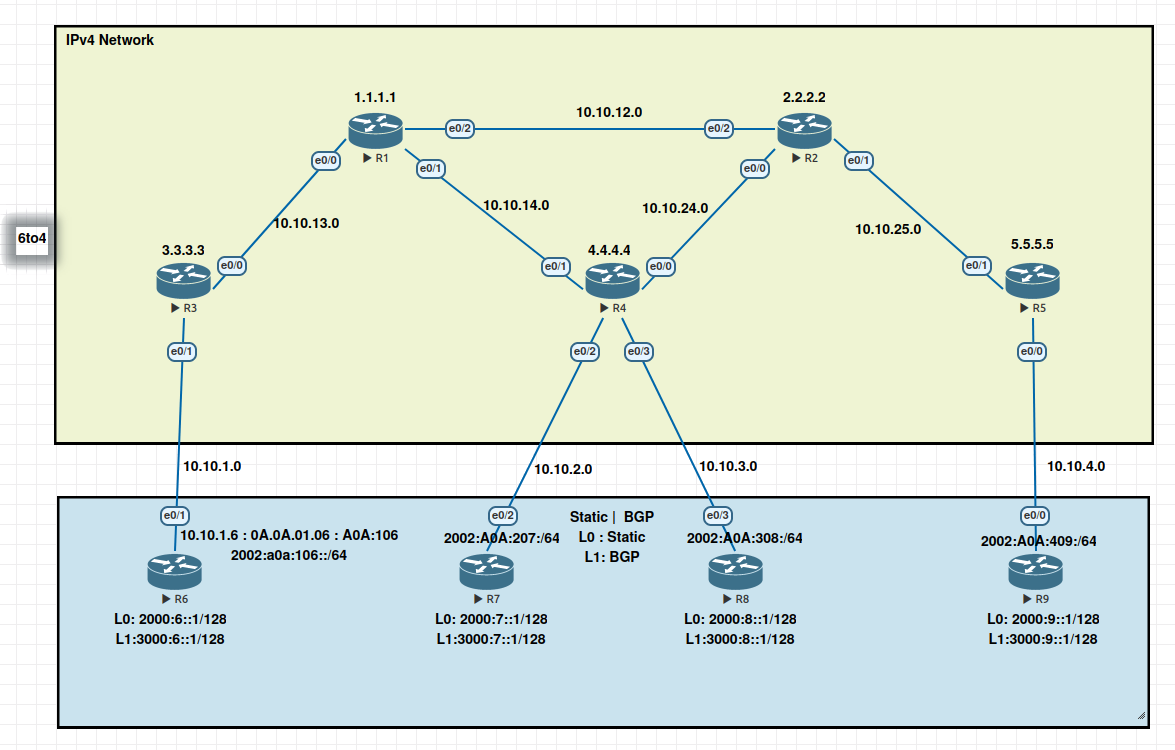 IPv4 Network
1.1.1.1
2.2.2.2
10.10.12.0
e0/2
e0/2
R1
R2
e0/0
e0/1
e0/0
e0/1
10.10.14.0
10.10.24.0
10.10.13.0
10.10.25.0
6to4
3.3.3.3
4.4.4.4
5.5.5.5
e0/0
e0/1
e0/0
e0/1
R3
R4
R5
e0/1
e0/2
e0/3
e0/0
10.10.1.0
10.10.2.0
10.10.3.0
10.10.4.0
e0/1
e0/2
Static | BGP
e0/3
e0/0
10.10.1.6 : 0A.0A.01.06 : A0A:106
2002:A0A:207:/64
L0 : Static
2002:A0A:308:/64
2002:A0A:409:/64
2002:a0a:106::/64
L1: BGP
R6
R7
R8
R9
L0: 2000:6::1/128
L1:3000:6::1/128
L0: 2000:7::1/128
L1:3000:7::1/128
L0: 2000:8::1/128
L1:3000:8::1/128
L0: 2000:9::1/128
L1:3000:9::1/128